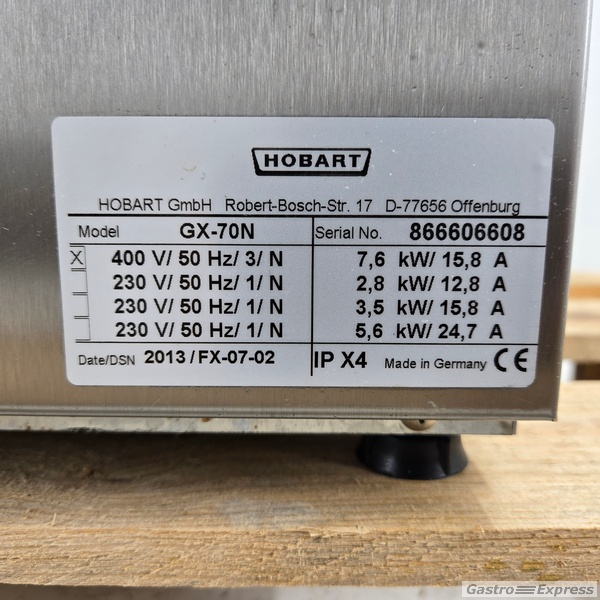 HOBART
HOBART GmbH Robert-Bosch-Str. 17 D-77656 Offenburg
Model GX-70N Serial No. 866606608
X 400 V/ 50 Hz/ 3/ N 7,6 kW/ 15,8 A
230 V/ 50 Hz/ 1/ N 2,8 kW/ 12,8 A
230 V/ 50 Hz/ 1/ N 3,5 kW/ 15,8 A
230 V/ 50 Hz/ 1/ N 5,6 kW/ 24,7 A
Date/DSN 2013 / FX-07-02 IP X4 Made in Germany CE
Gastro Express